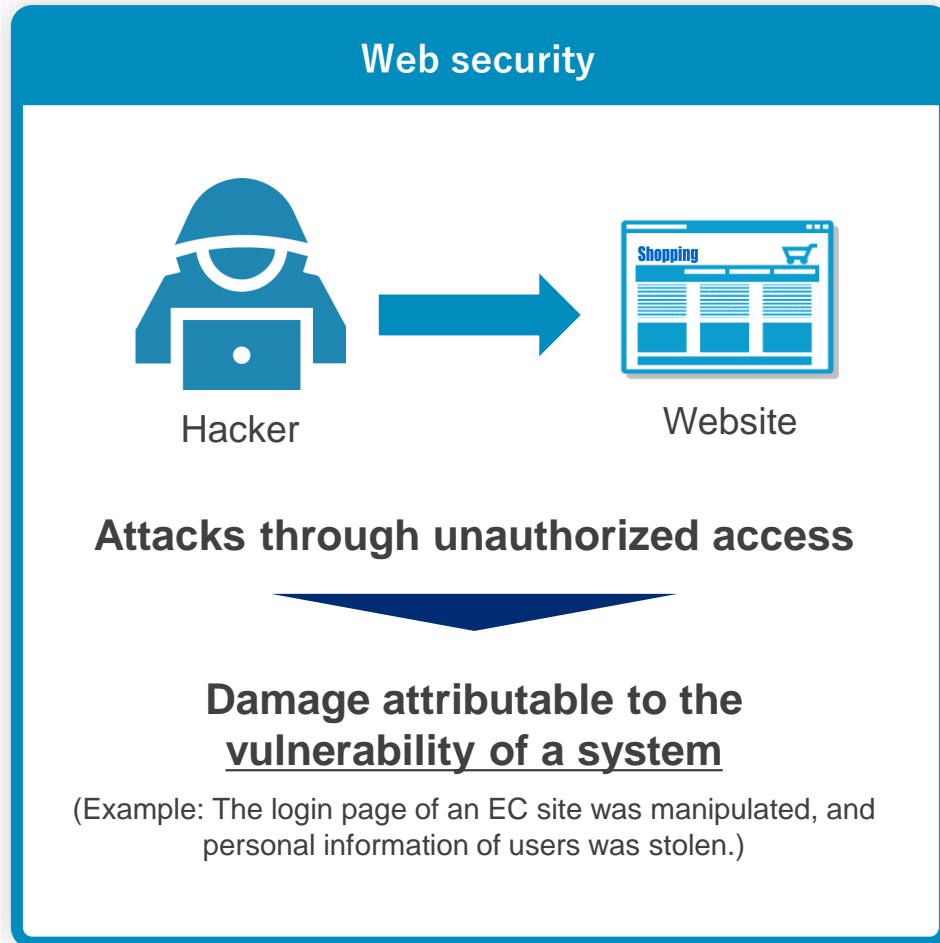 Web security
Shopping
Hacker
Website
Attacks through unauthorized access
Damage attributable to the
vulnerability of a system
(Example: The login page of an EC site was manipulated, and
personal information of users was stolen.)